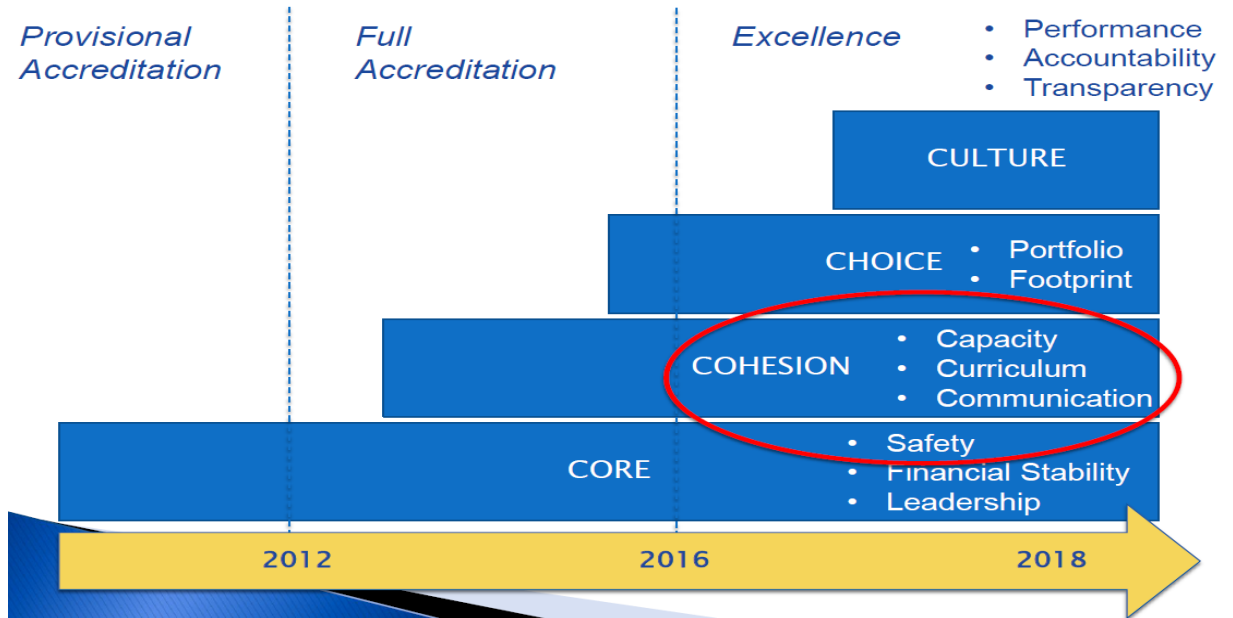 Provisional
Accreditation
Full
Accreditation
Excellence
• Performance
• Accountability
• Transparency
CULTURE
CHOICE
• Portfolio
• Footprint
COHESION
• Capacity
• Curriculum
• Communication
CORE
• Safety
• Financial Stability
• Leadership
2012
2016
2018